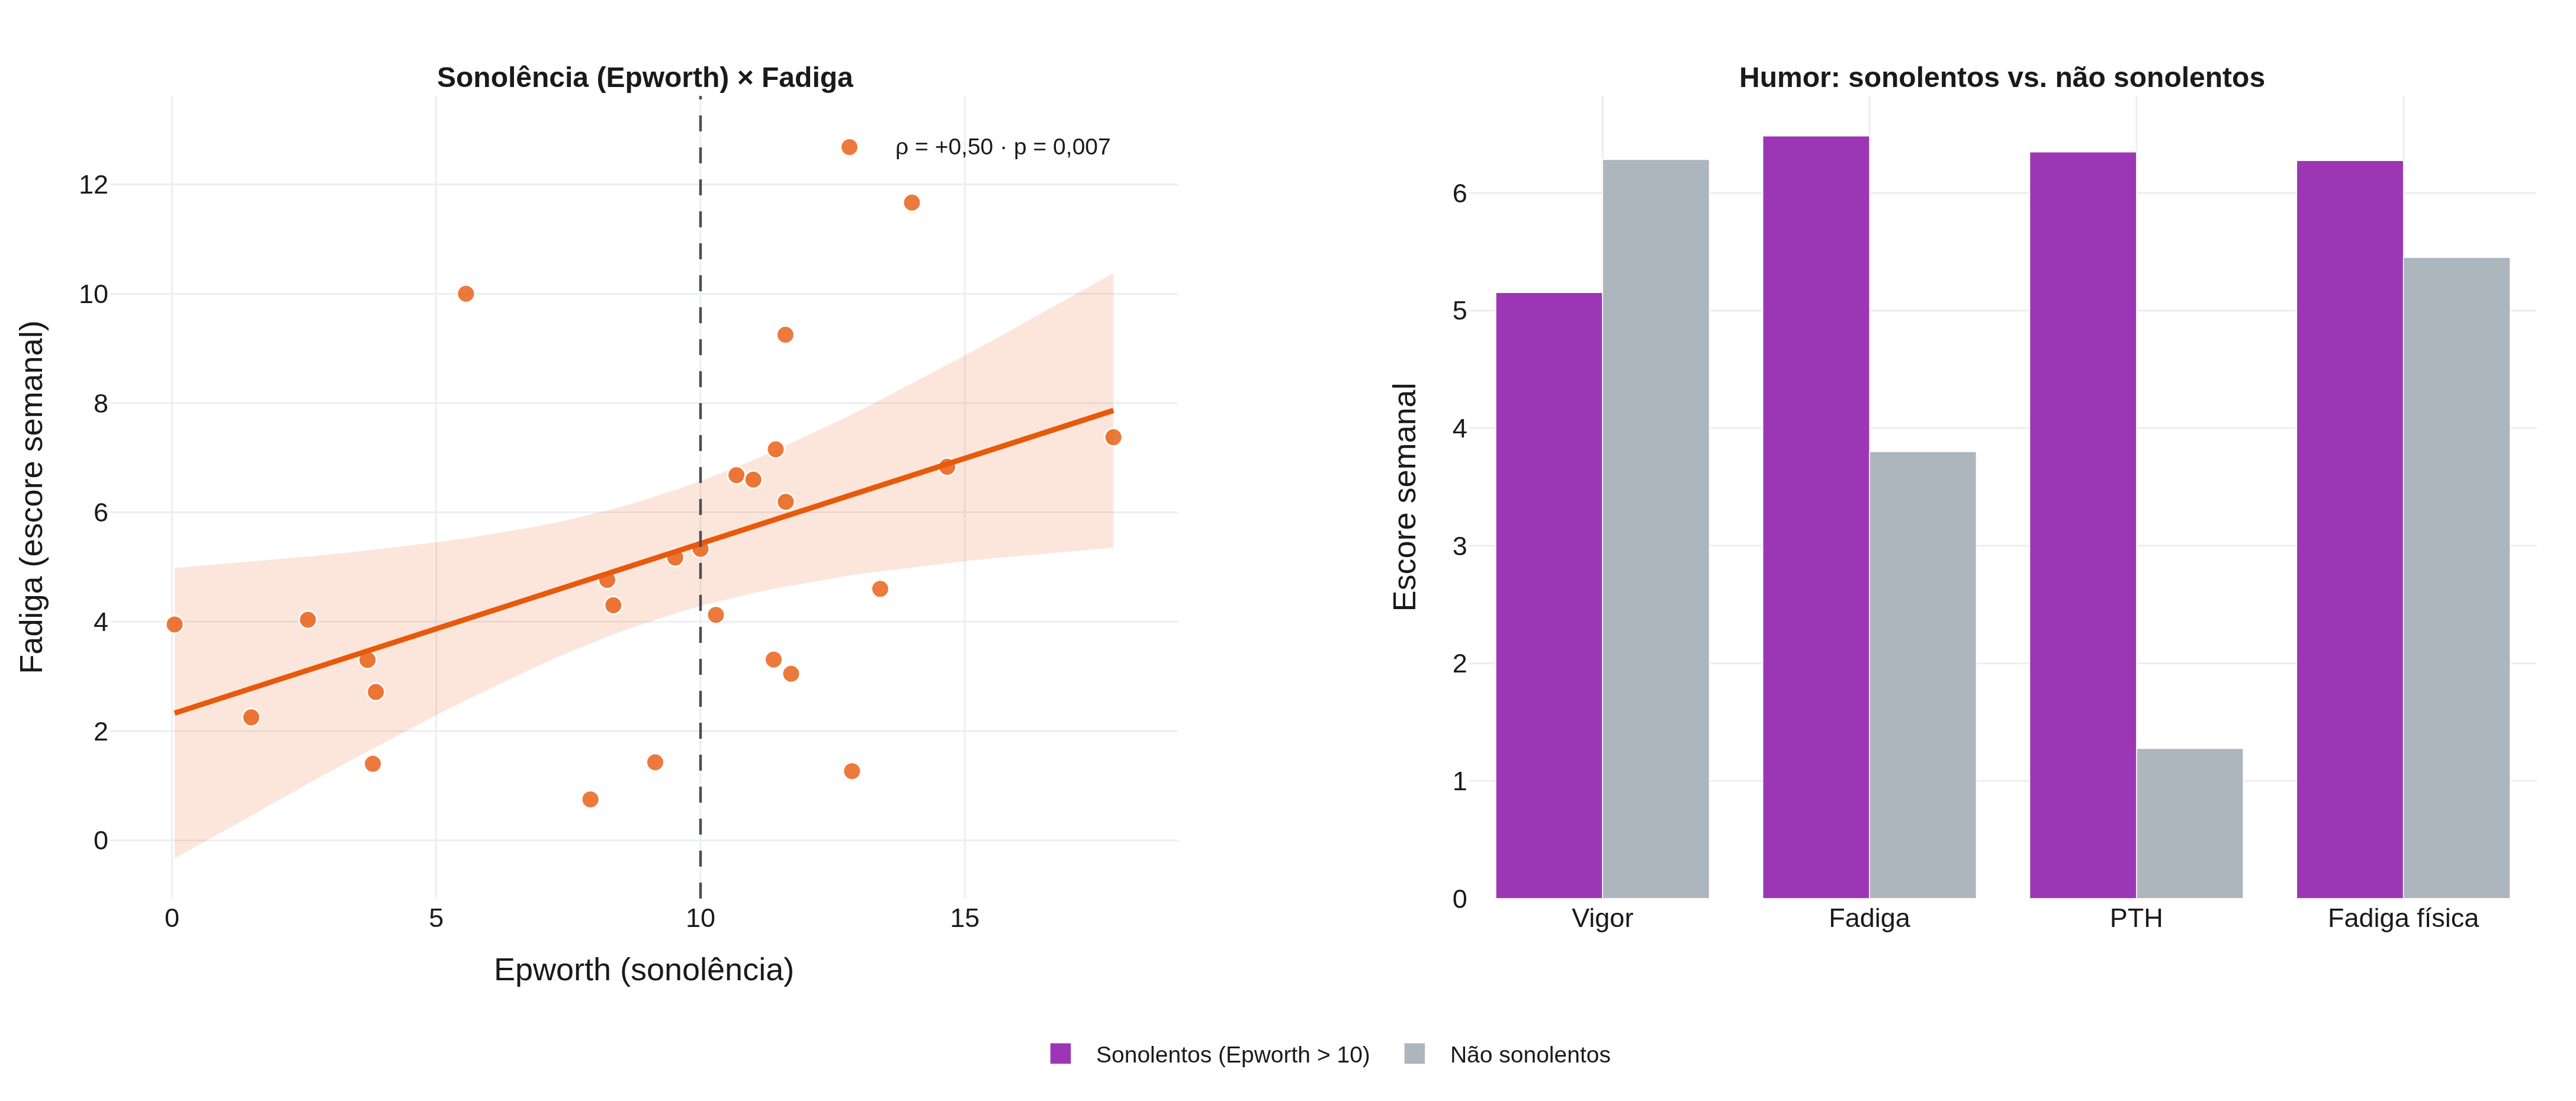 Sonolência (Epworth) × Fadiga
ρ = +0,50 · p = 0,007
Fadiga (escore semanal)
12
10
8
6
4
2
0
0 5 10 15
Epworth (sonolência)
Humor: sonolentos vs. não sonolentos
Escore semanal
6
5
4
3
2
1
0
Vigor Fadiga PTH Fadiga física
Sonolentos (Epworth > 10) Não sonolentos